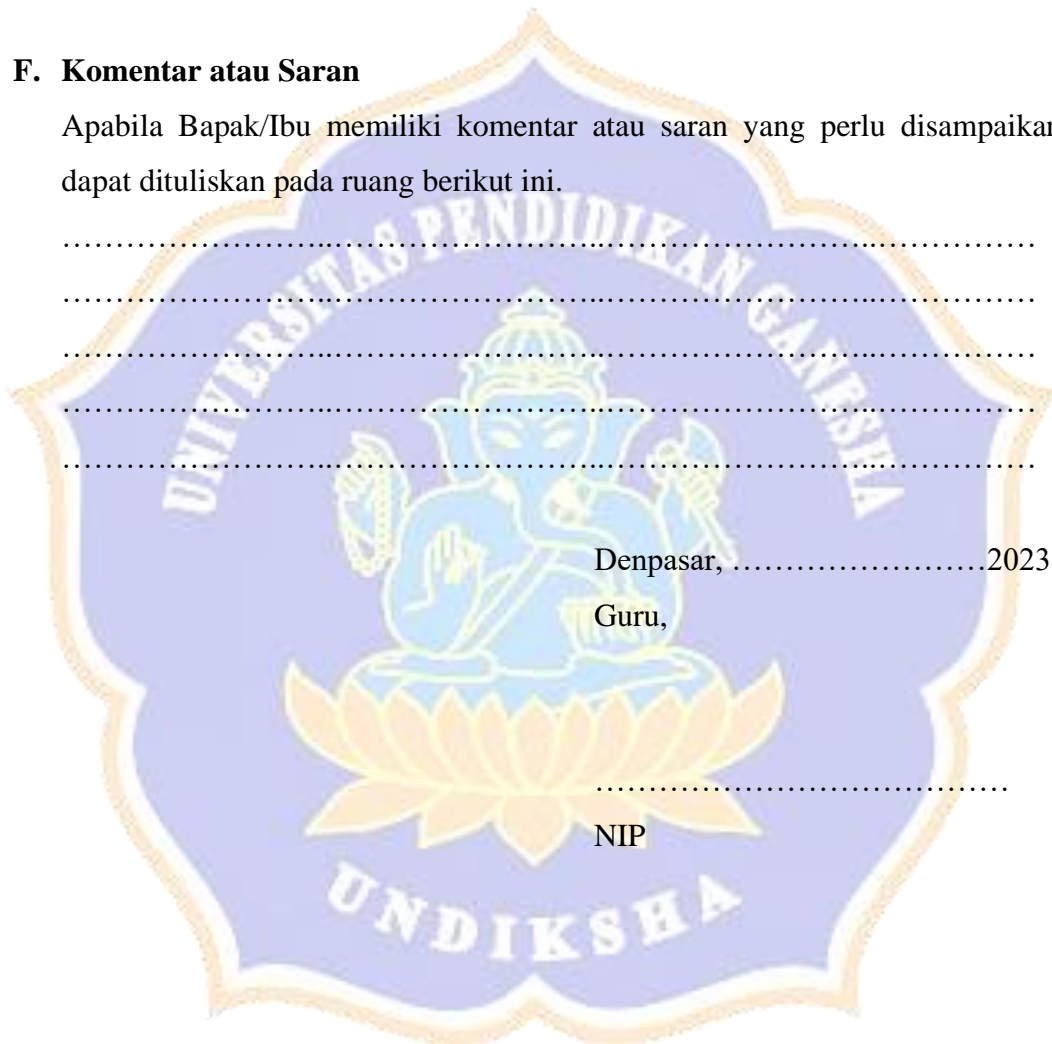 F. Komentar atau Saran
Apabila Bapak/Ibu memiliki komentar atau saran yang perlu disampaikan
dapat dituliskan pada ruang berikut ini.
……………………..……………………..……………………..……………
……………………………………………..……………………..……………
……………………..……………………..……………………..……………
……………………..……………………..……………………………………
……………………..……………………..……………………..……………
UNIVERSITAS PENDIDIKAN GANESHA
Denpasar, ……………………2023
Guru,
…………………………………
NIP
UNDIKSHA